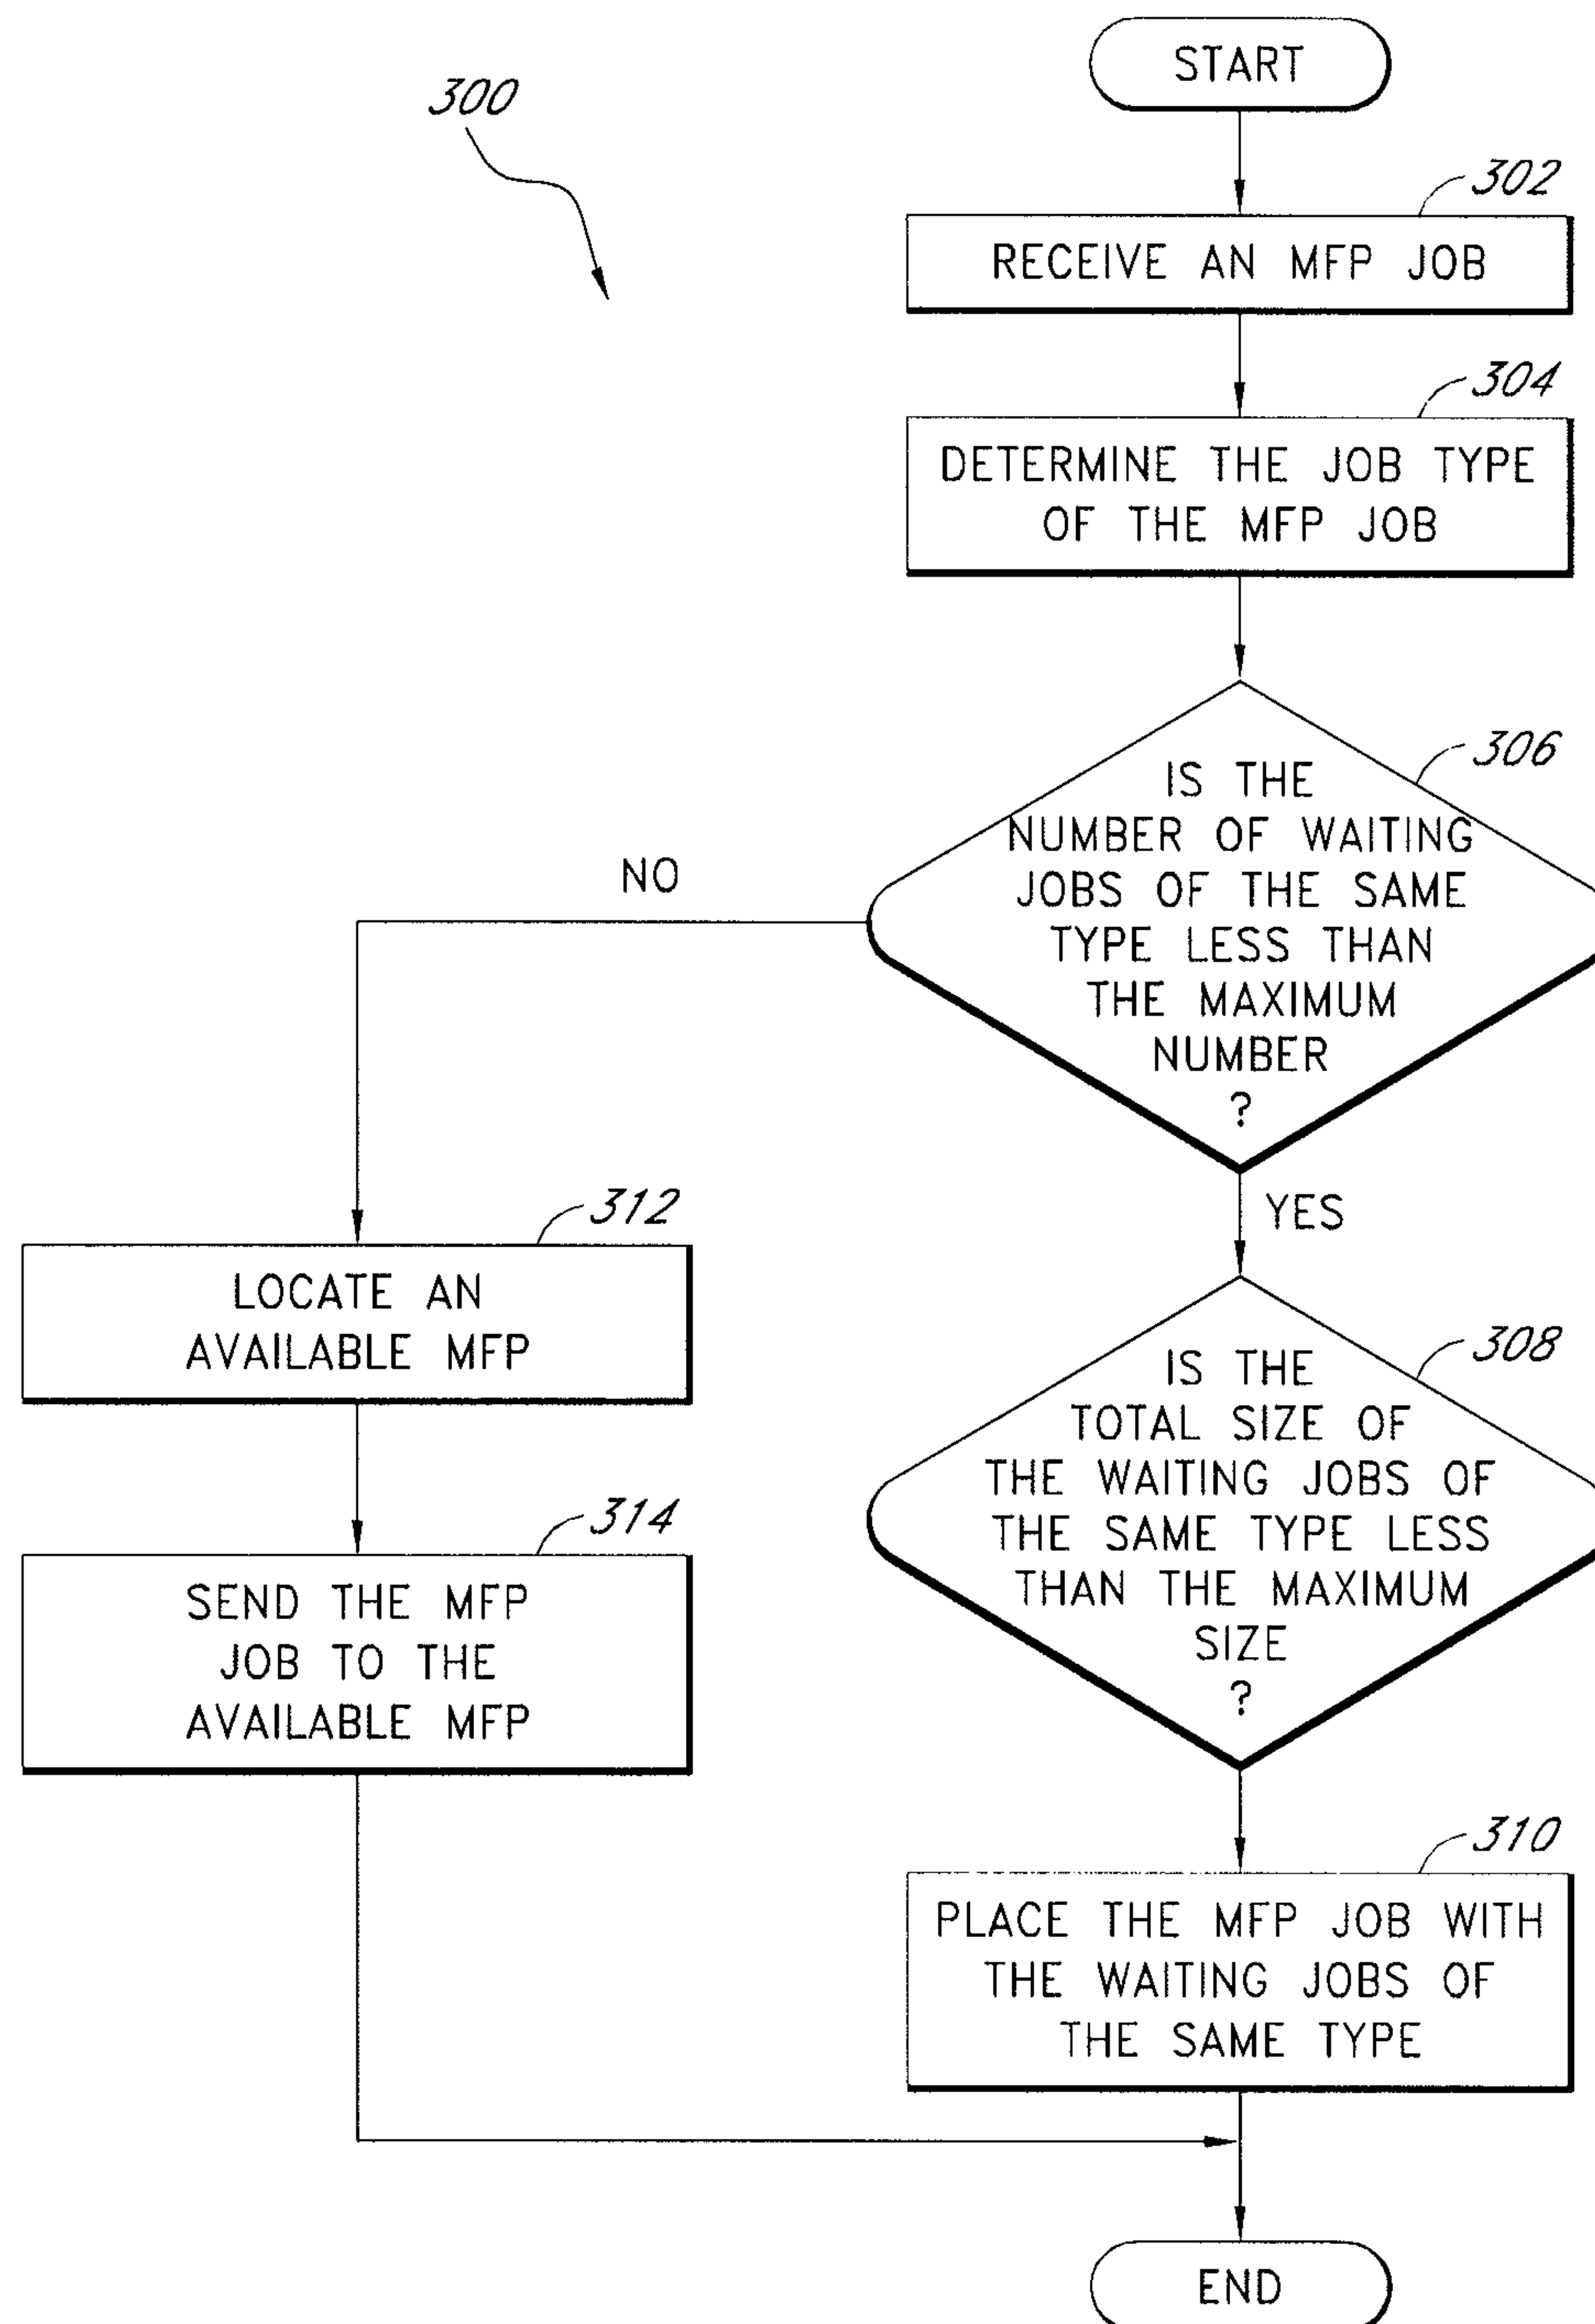 START
300
302
RECEIVE AN MFP JOB
304
DETERMINE THE JOB TYPE
OF THE MFP JOB
306
IS THE
NUMBER OF WAITING
JOBS OF THE SAME
TYPE LESS THAN
THE MAXIMUM
NUMBER
?
NO
YES
312
LOCATE AN
AVAILABLE MFP
308
IS THE
TOTAL SIZE OF
THE WAITING JOBS OF
THE SAME TYPE LESS
THAN THE MAXIMUM
SIZE
?
314
SEND THE MFP
JOB TO THE
AVAILABLE MFP
310
PLACE THE MFP JOB WITH
THE WAITING JOBS OF
THE SAME TYPE
END